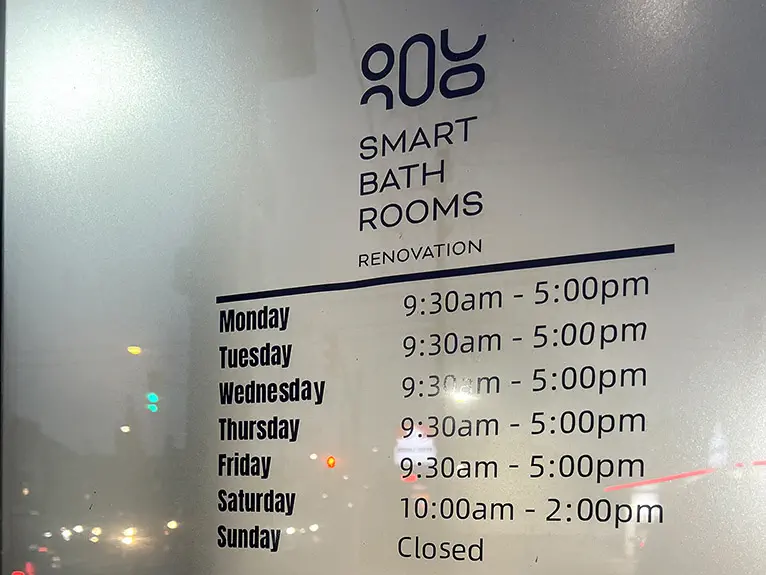 SMART
BATH
ROOMS
RENOVATION
Monday 9:30am - 5:00pm
Tuesday 9:30am - 5:00pm
Wednesday 9:30am - 5:00pm
Thursday 9:30am - 5:00pm
Friday 9:30am - 5:00pm
Saturday 10:00am - 2:00pm
Sunday Closed